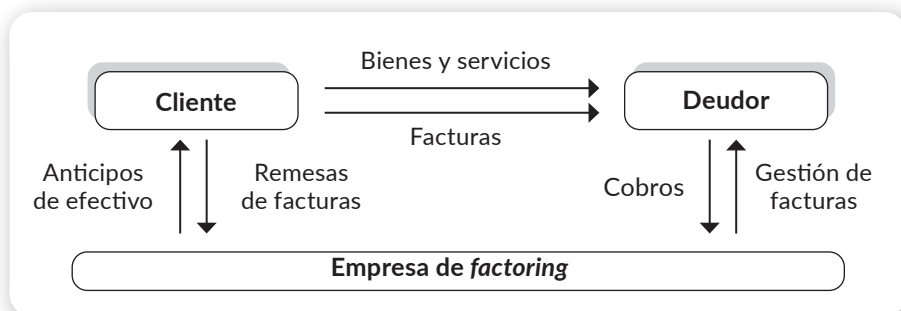 Bienes y servicios
Cliente
Deudor
Facturas
Anticipos
de efectivo
Remesas
de facturas
Cobros
Gestión de
facturas
Empresa de factoring